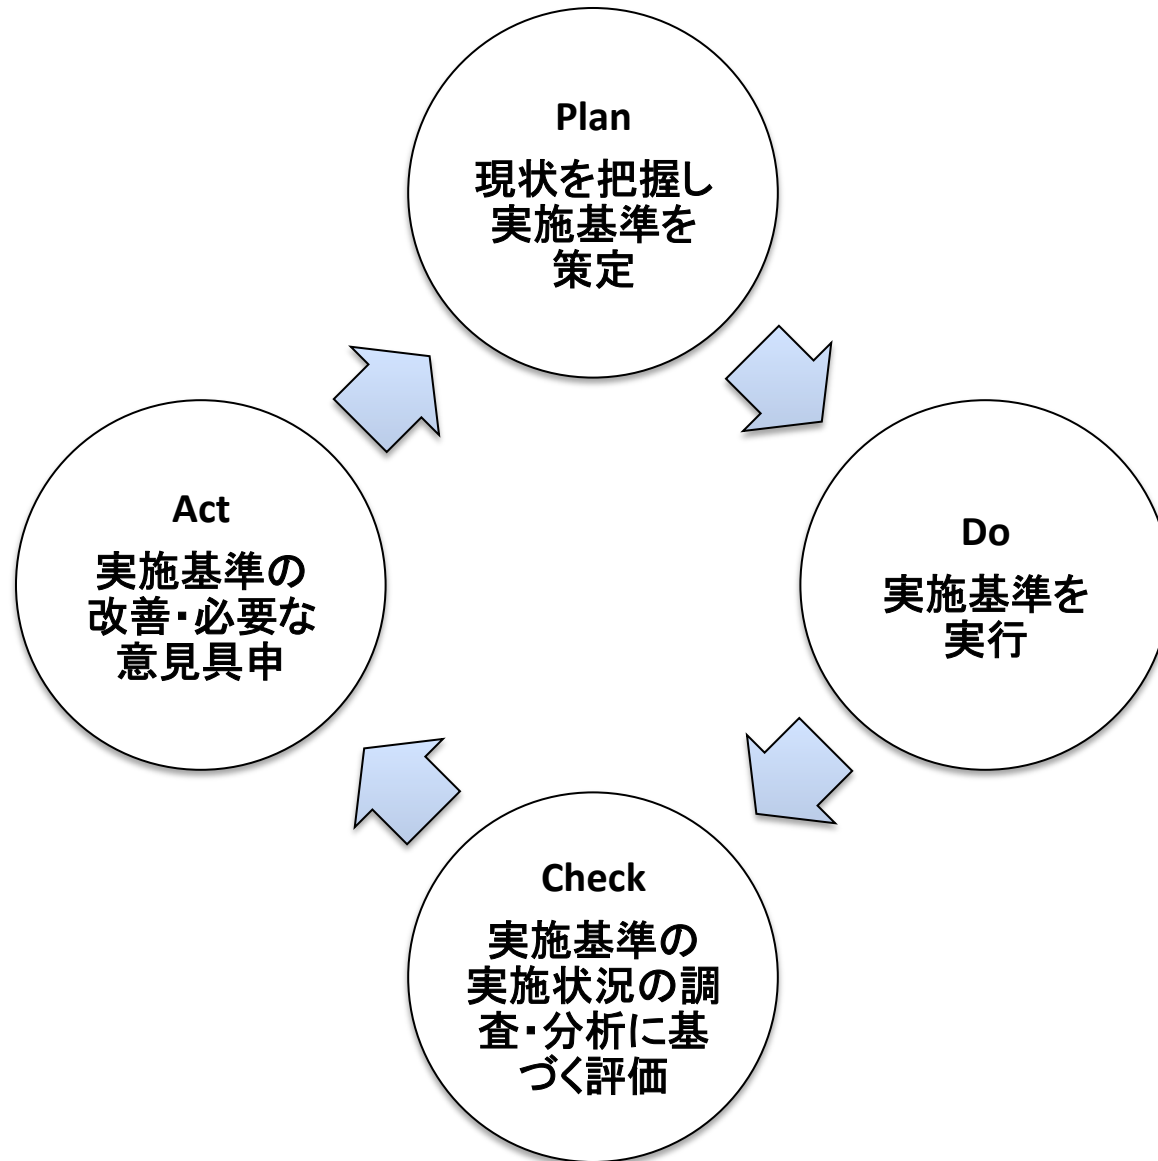 Plan
現状を把握し
実施基準を
策定
Do
実施基準を
実行
Check
実施基準の
実施状況の調
査・分析に基
づく評価
Act
実施基準の
改善・必要な
意見具申